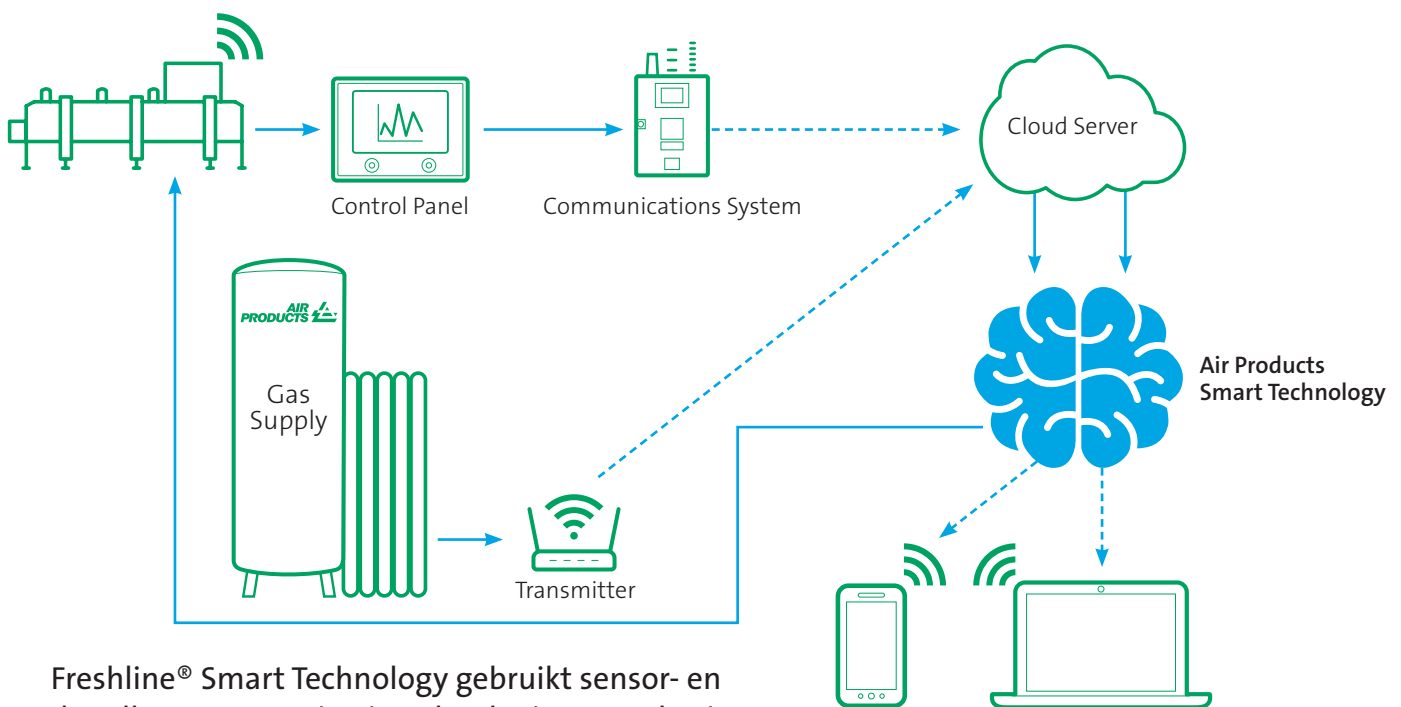 Cloud Server
Control Panel
Communications System
AIR
PRODUCTS
Gas
Supply
Air Products
Smart Technology
Transmitter
Freshline® Smart Technology gebruikt sensor- en